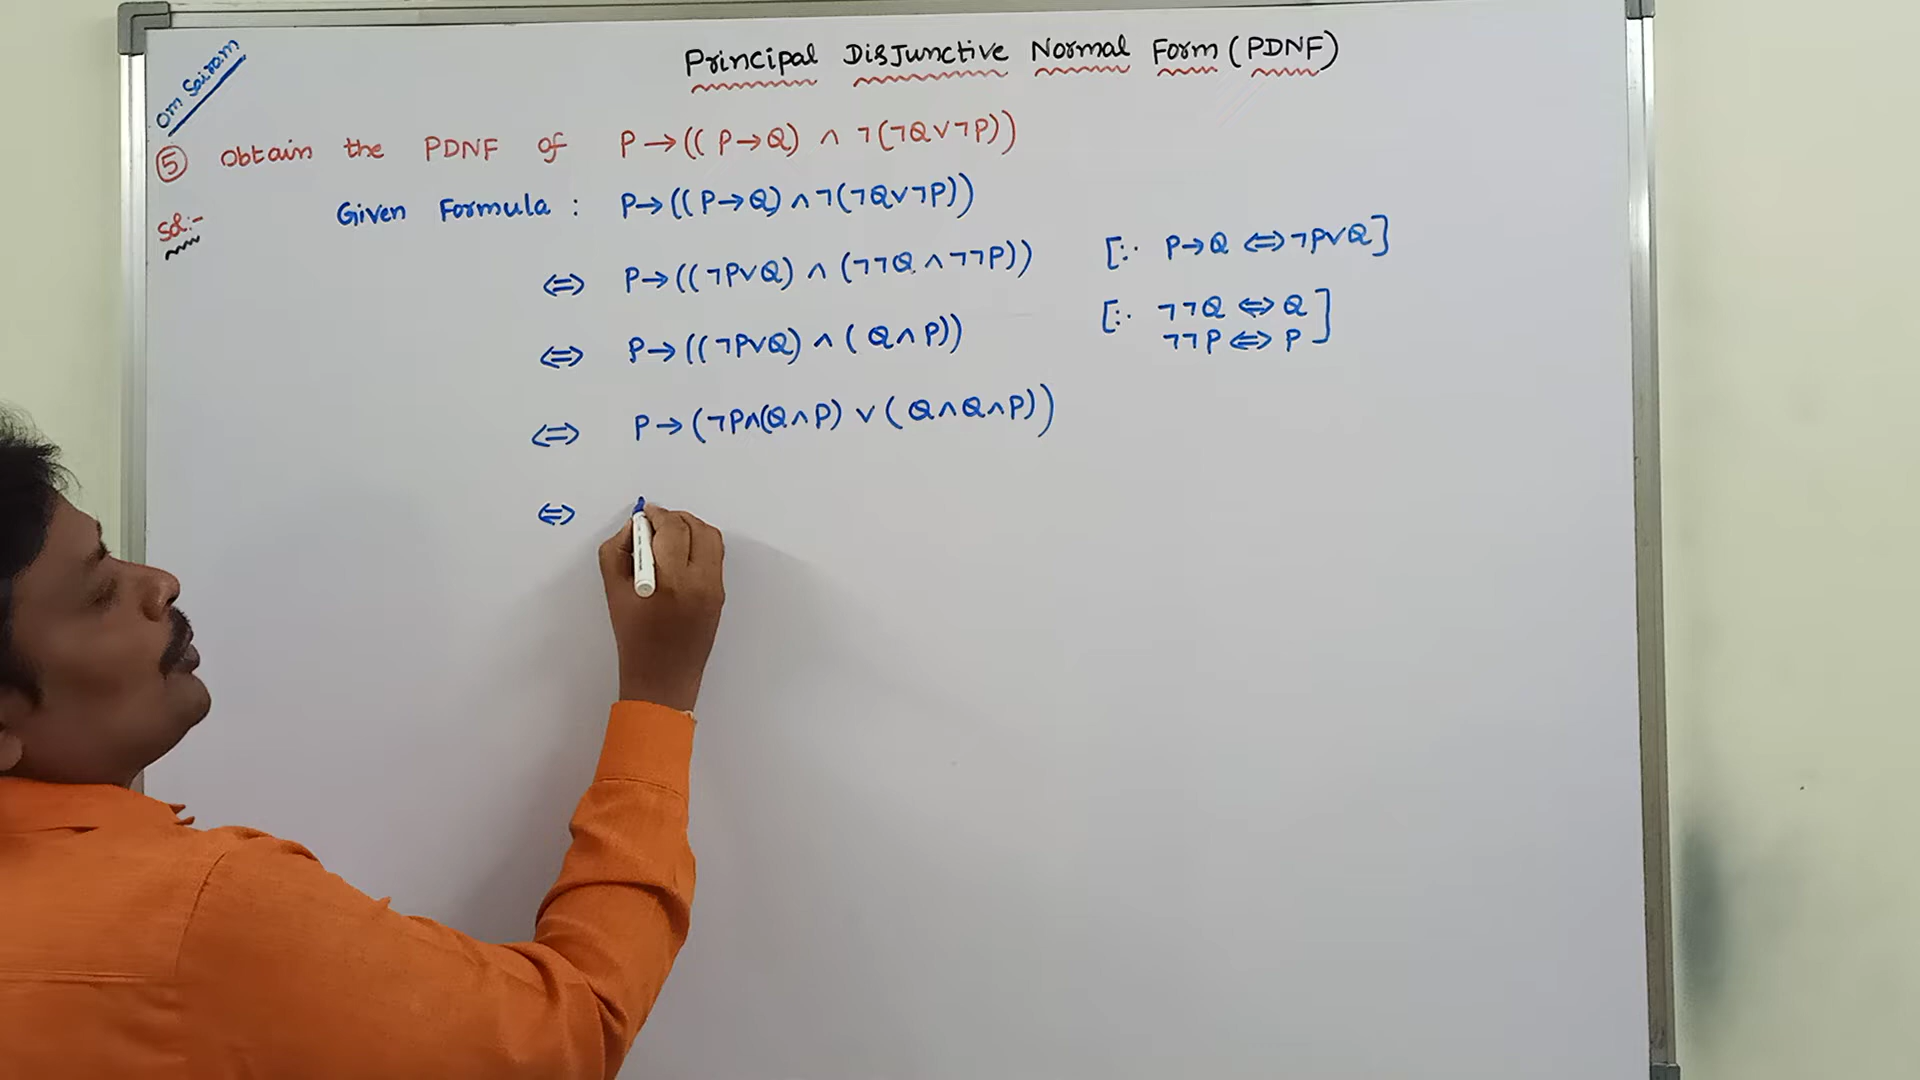 Om Sairam
Principal Disjunctive Normal Form (PDNF)
⑤ Obtain the PDNF of P→((P→Q) ∧ ¬(¬Q∨¬P))
Sol:- Given Formula : P→((P→Q)∧¬(¬Q∨¬P))
⇔ P→((¬P∨Q) ∧ (¬¬Q∧¬¬P)) [∵ P→Q ⇔ ¬P∨Q]
⇔ P→((¬P∨Q) ∧ (Q∧P)) [∵ ¬¬Q ⇔ Q
¬¬P ⇔ P]
⇔ P→(¬P∧(Q∧P) ∨ (Q∧Q∧P))
⇔